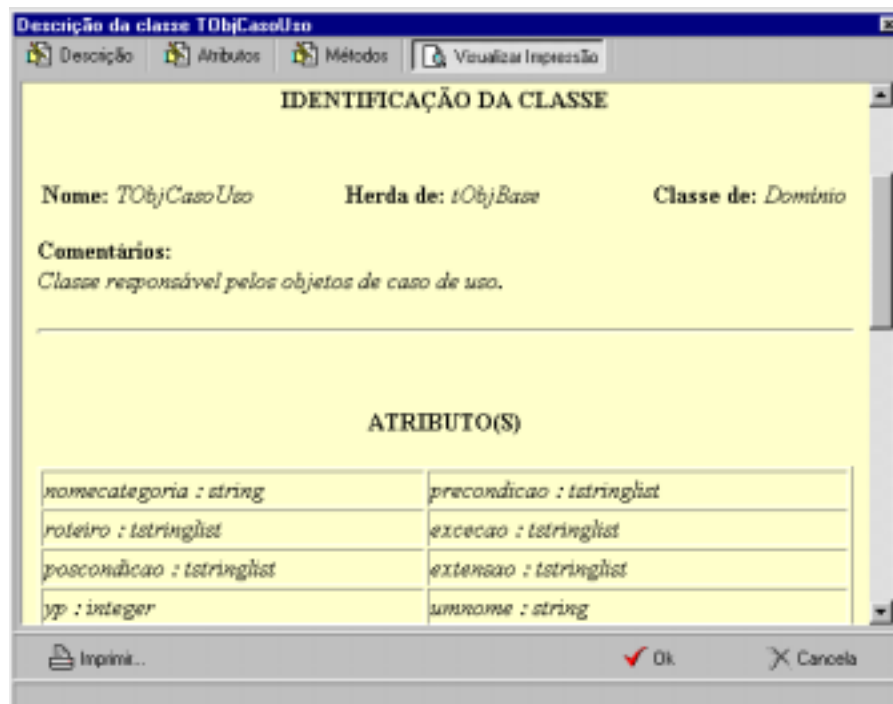 Descrição da classe TObjCasoUso
Descrição Atributos Métodos Visualizar Impressão
IDENTIFICAÇÃO DA CLASSE
Nome: TObjCasoUso Herda de: tObjBase Classe de: Domínio
Comentários:
Classe responsável pelos objetos de caso de uso.
ATRIBUTO(S)
nomecategoria : string precondicao : tstringlist
roteiro : tstringlist excecao : tstringlist
poscondicao : tstringlist extensao : tstringlist
yp : integer umnome : string
Imprimir... Ok Cancela